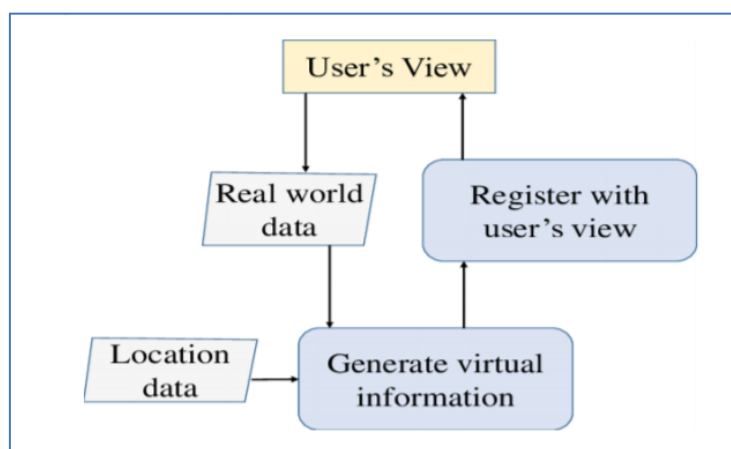 User’s View
Real world
data
Register with
user’s view
Location
data
Generate virtual
information